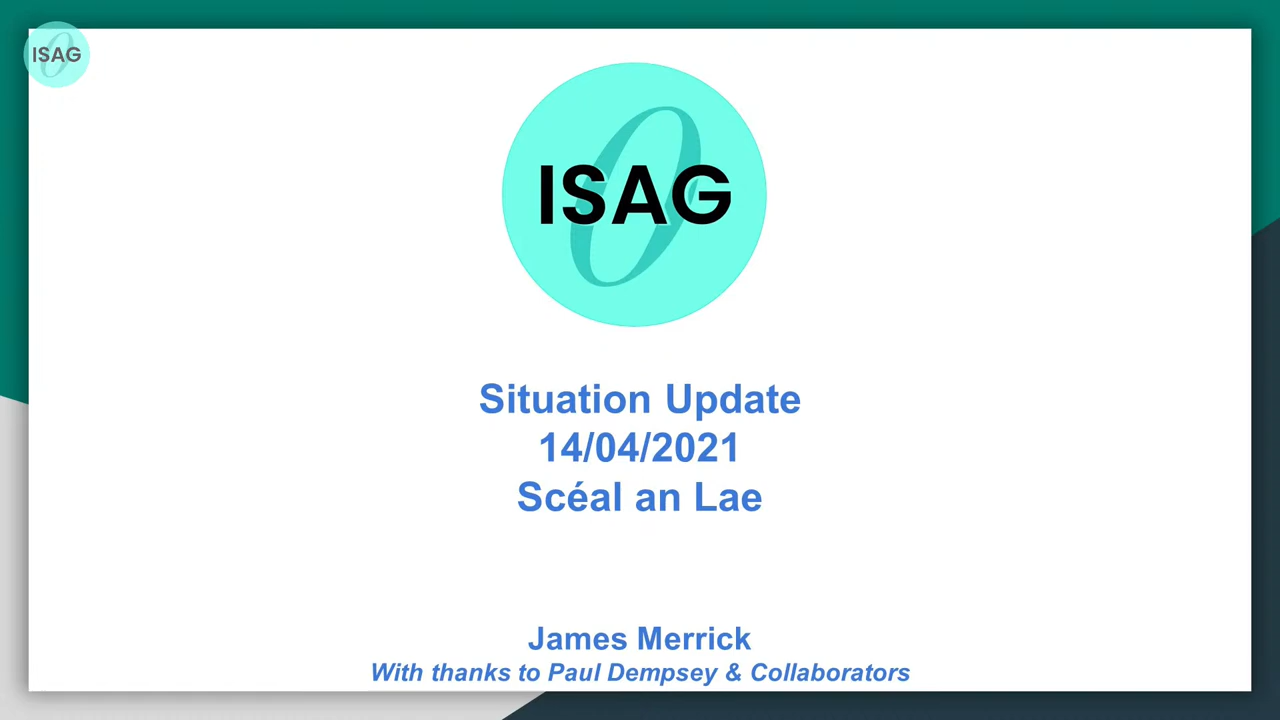 ISAG
ISAG
Situation Update
14/04/2021
Scéal an Lae
James Merrick
With thanks to Paul Dempsey & Collaborators